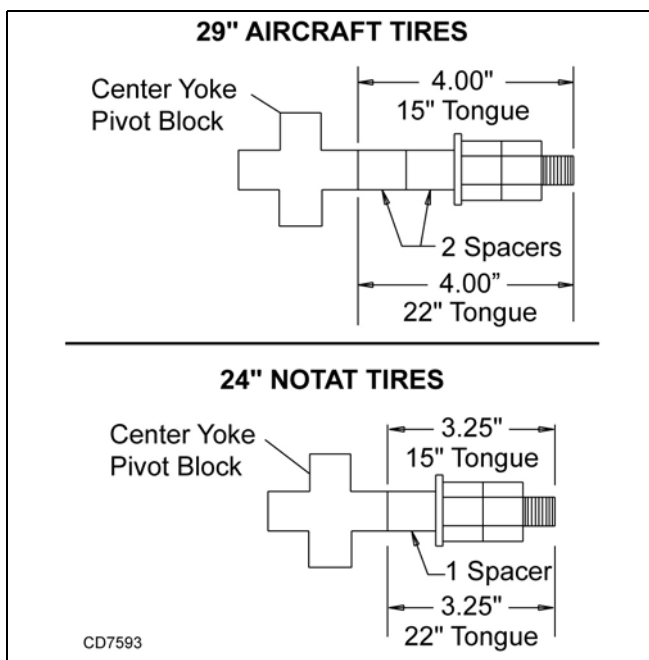 29" AIRCRAFT TIRES
Center Yoke
Pivot Block
4.00"
15" Tongue
2 Spacers
4.00”
22" Tongue
24" NOTAT TIRES
Center Yoke
Pivot Block
3.25"
15" Tongue
1 Spacer
3.25"
22" Tongue
CD7593